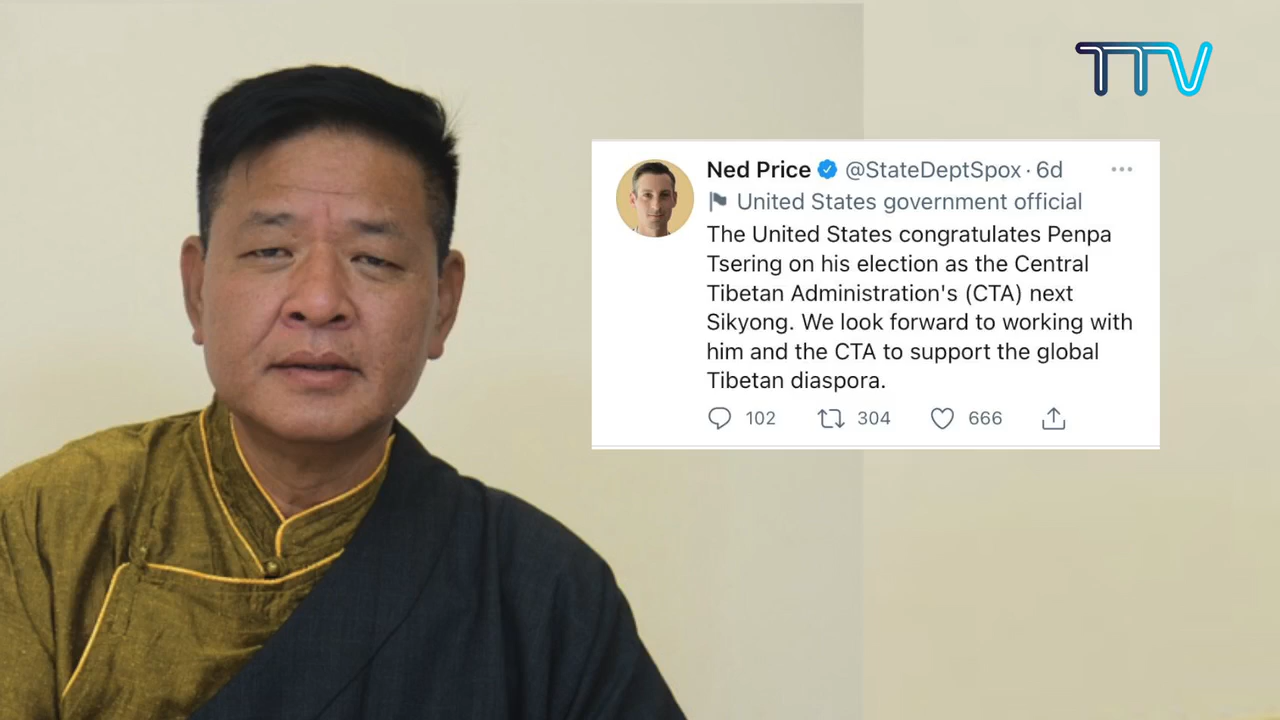 TTV
Ned Price @StateDeptSpox · 6d
United States government official
The United States congratulates Penpa
Tsering on his election as the Central
Tibetan Administration's (CTA) next
Sikyong. We look forward to working with
him and the CTA to support the global
Tibetan diaspora.
102 304 666